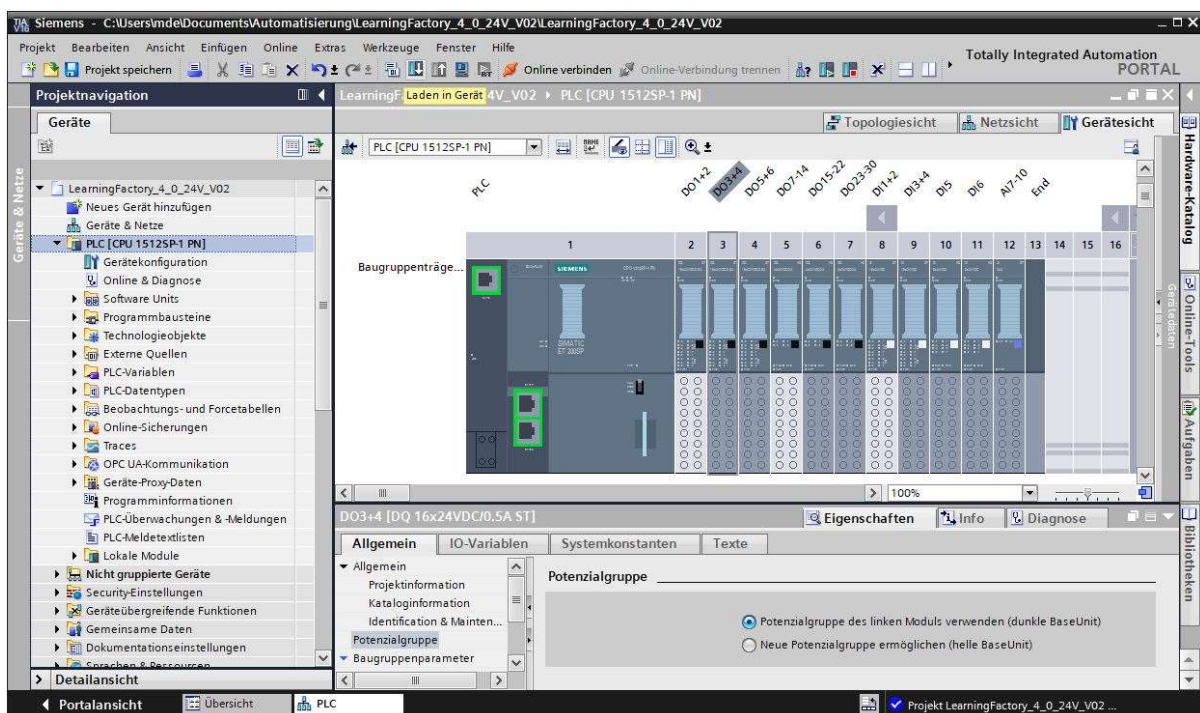 Siemens - C:\Users\mde\Documents\Automatisierung\LearningFactory_4_0_24V_V02\LearningFactory_4_0_24V_V02
Projekt Bearbeiten Ansicht Einfügen Online Extras Werkzeuge Fenster Hilfe
Totally Integrated Automation
PORTAL
Projekt speichern
Online verbinden
Online-Verbindung trennen
Projektnavigation
Laden in Gerät
4V_V02 PLC [CPU 1512SP-1 PN]
Geräte
Topologiesicht
Netzsicht
Gerätesicht
PLC [CPU 1512SP-1 PN]
Geräte & Netze
LearningFactory_4_0_24V_V02
Neues Gerät hinzufügen
Geräte & Netze
PLC [CPU 1512SP-1 PN]
Gerätekonfiguration
Online & Diagnose
Software Units
Programmbausteine
Technologieobjekte
Externe Quellen
PLC-Variablen
PLC-Datentypen
Beobachtungs- und Forcetabellen
Online-Sicherungen
Traces
OPC UA-Kommunikation
Geräte-Proxy-Daten
Programminformationen
PLC-Überwachungen & -Meldungen
PLC-Meldetextlisten
Lokale Module
Nicht gruppierte Geräte
Security-Einstellungen
Geräteübergreifende Funktionen
Gemeinsame Daten
Dokumentationseinstellungen
Sprachen & Ressourcen
Detailansicht
PLC DO1+2 DO3+4 DO5+6 DO7-14 DO15-22 DO23-30 DI1+2 DI3+4 DI5 DI6 AI7-10 End
1 2 3 4 5 6 7 8 9 10 11 12 13 14 15 16
Baugruppenträge...
SIEMENS
SIMATIC
ET 200SP
100%
Gerätedaten
Hardware-Katalog
Online-Tools
Aufgaben
Bibliotheken
DO3+4 [DQ 16x24VDC/0.5A ST]
Eigenschaften
Info
Diagnose
Allgemein
IO-Variablen
Systemkonstanten
Texte
Allgemein
Projektinformation
Kataloginformation
Identification & Mainten...
Potenzialgruppe
Baugruppenparameter
Potenzialgruppe
Potenzialgruppe des linken Moduls verwenden (dunkle BaseUnit)
Neue Potenzialgruppe ermöglichen (helle BaseUnit)
Portalansicht
Übersicht
PLC
Projekt LearningFactory_4_0_24V_V02 ...